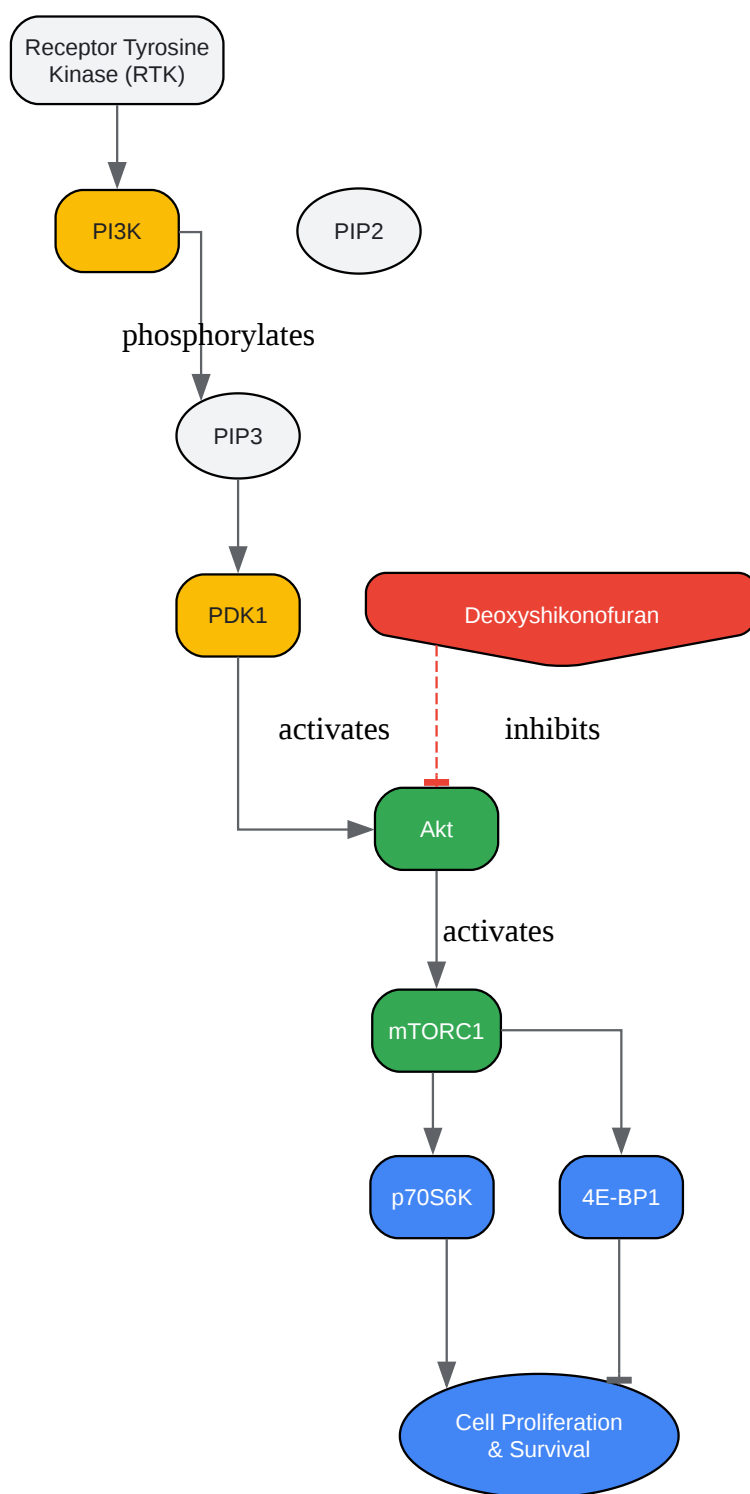 Receptor Tyrosine
Kinase (RTK)
PI3K
PIP2
phosphorylates
PIP3
PDK1
Deoxyshikonofuran
activates
inhibits
Akt
activates
mTORC1
p70S6K
4E-BP1
Cell Proliferation
& Survival